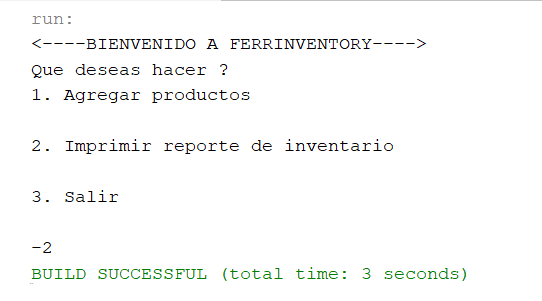 run:
<----BIENVENIDO A FERRINVENTORY---->
Que deseas hacer ?
1. Agregar productos
2. Imprimir reporte de inventario
3. Salir
-2
BUILD SUCCESSFUL (total time: 3 seconds)